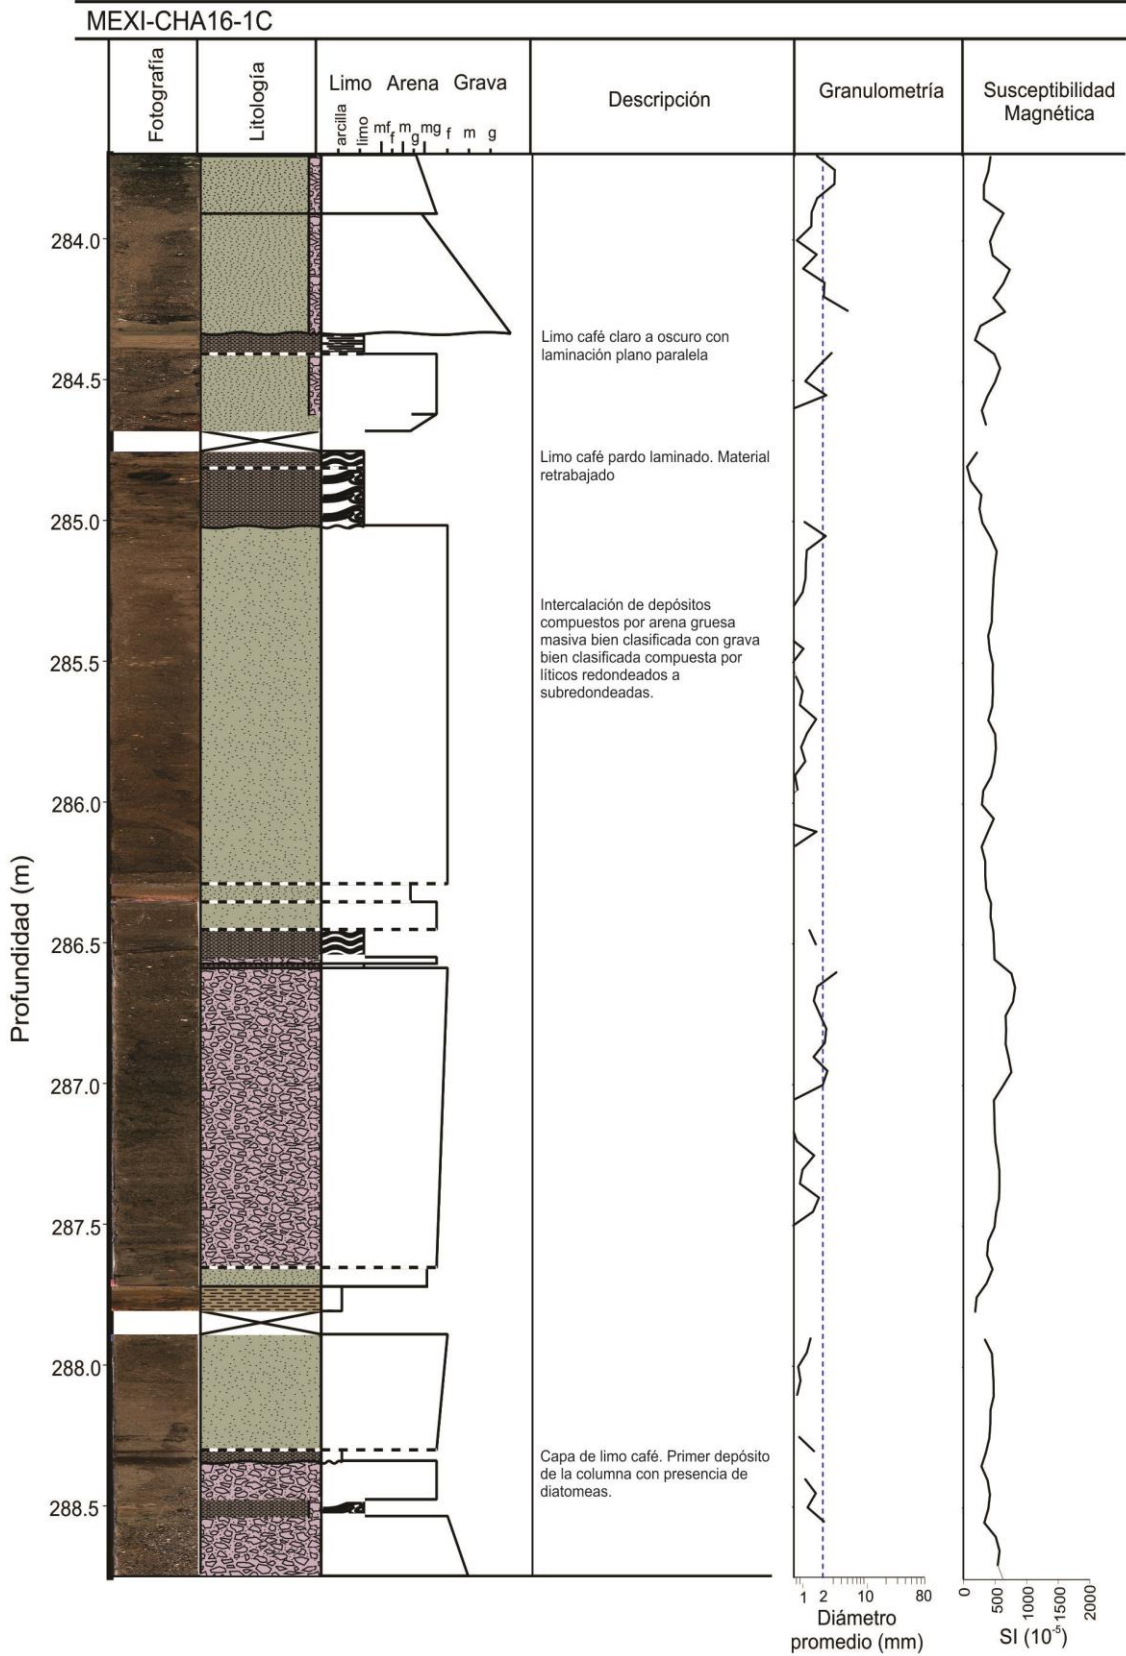 MEXI-CHA16-1C
Fotografía
Litología
Limo Arena Grava
arcilla limo mf f m g mg f m g
Descripción
Granulometría
Susceptibilidad
Magnética
Profundidad (m)
284.0
Limo café claro a oscuro con
laminación plano paralela
284.5
Limo café pardo laminado. Material
retrabajado
285.0
Intercalación de depósitos
compuestos por arena gruesa
masiva bien clasificada con grava
bien clasificada compuesta por
líticos redondeados a
subredondeadas.
285.5
286.0
286.5
287.0
287.5
288.0
Capa de limo café. Primer depósito
de la columna con presencia de
diatomeas.
288.5
1 2 10 80
Diámetro
promedio (mm)
0 500 1000 1500 2000
SI (10⁻⁵)